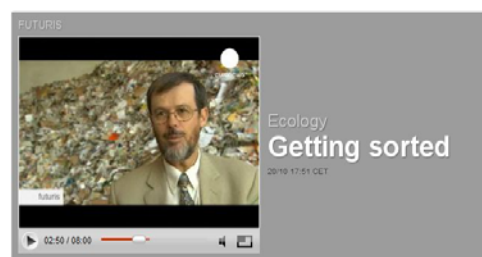 FUTURIS
Ecology
Getting sorted
20/10 17:51 CET
futuris
02:50 / 08:00